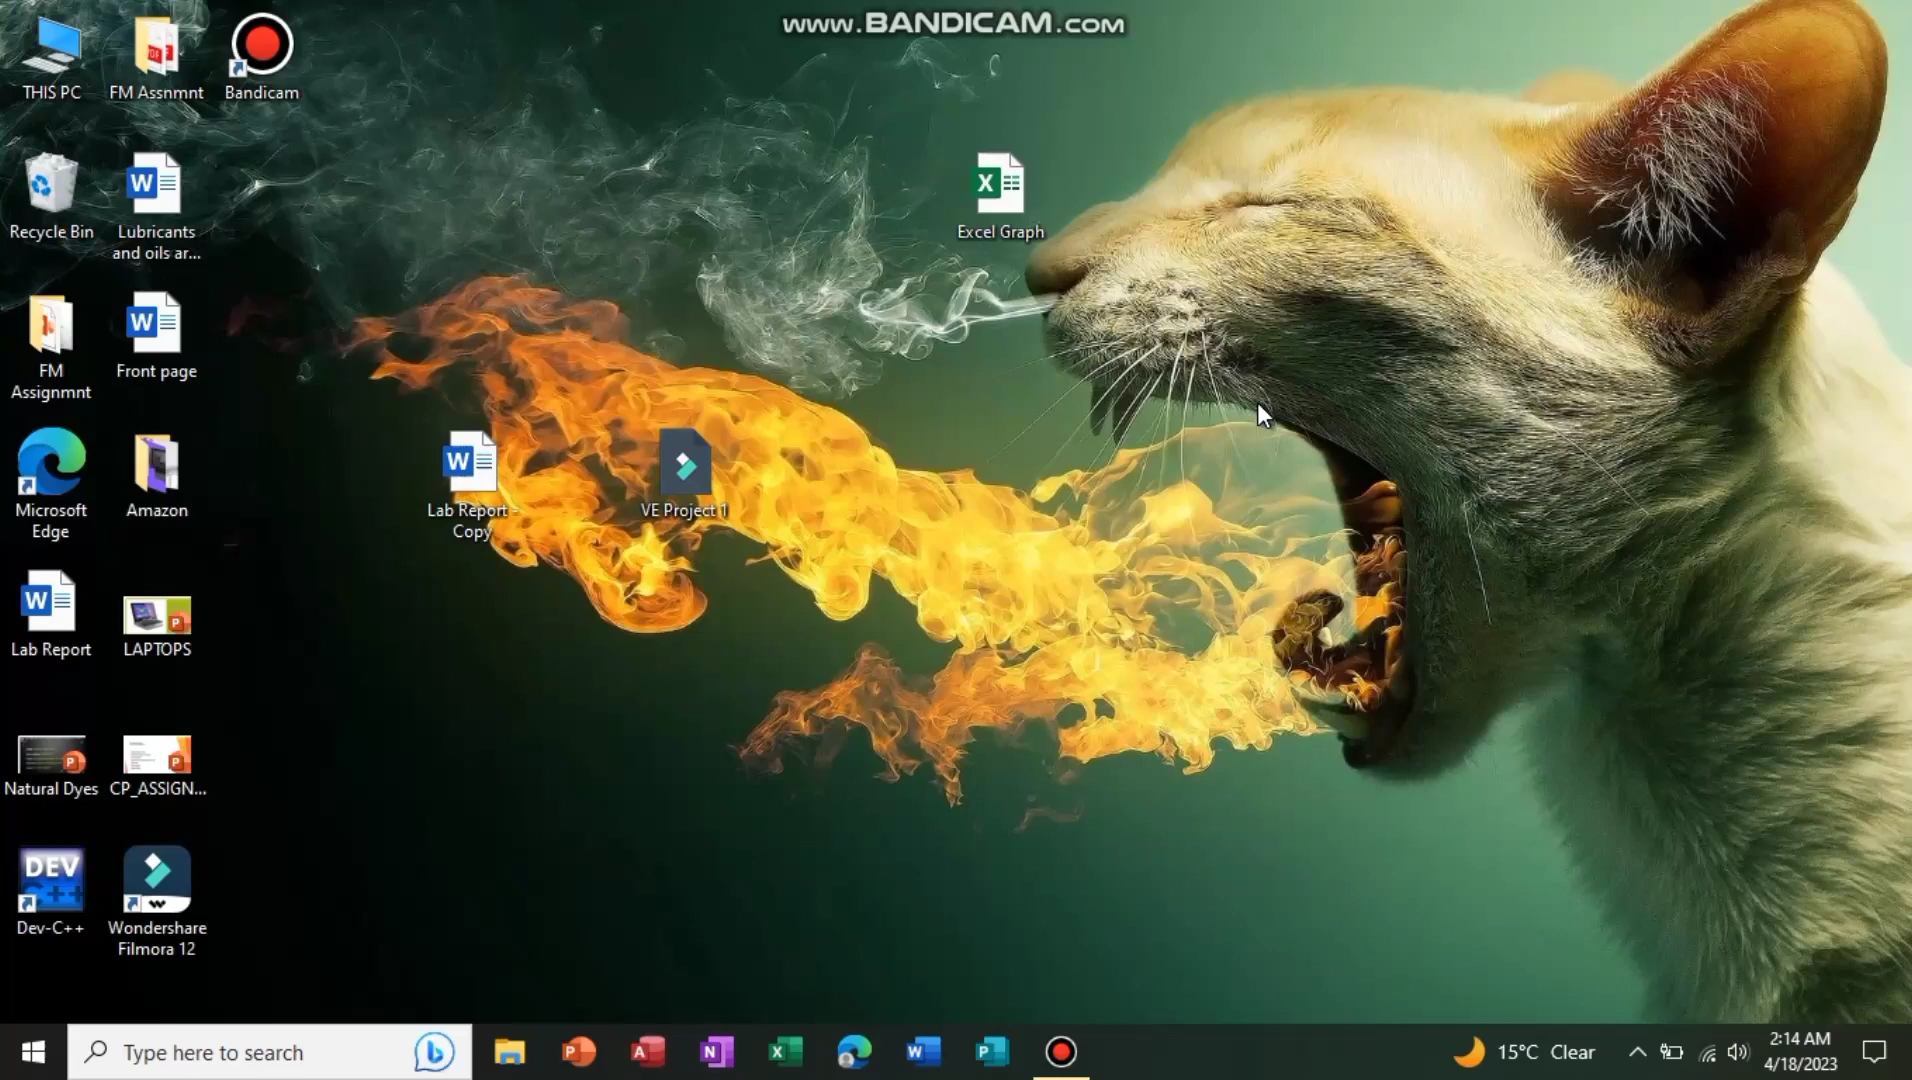 www.BANDICAM.com
THIS PC
FM Assnmnt
Bandicam
Recycle Bin
Lubricants
and oils ar...
Excel Graph
FM
Assignmnt
Front page
Microsoft
Edge
Amazon
Lab Report -
Copy
VE Project 1
Lab Report
LAPTOPS
Natural Dyes
CP_ASSIGN...
DEV
C++
Dev-C++
Wondershare
Filmora 12
Type here to search
15°C Clear
2:14 AM
4/18/2023